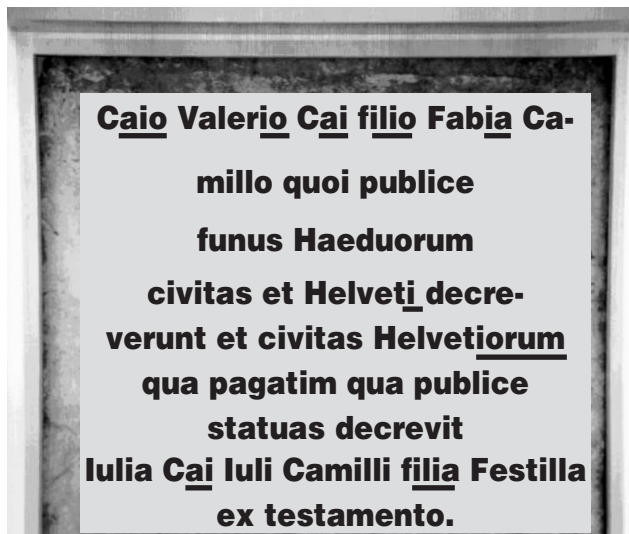 Caio Valerio Cai filio Fabia Ca-
millo quoi publice
funus Haeduorum
civitas et Helveti decre-
verunt et civitas Helvetiorum
qua pagatim qua publice
statuas decrevit
Iulia Cai Iuli Camilli filia Festilla
ex testamento.